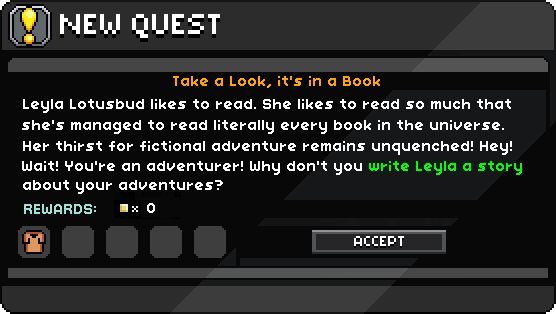 NEW QUEST
Take a Look, it's in a Book
Leyla Lotusbud likes to read. She likes to read so much that
she's managed to read literally every book in the universe.
Her thirst for fictional adventure remains unquenched! Hey!
Wait! You're an adventurer! Why don't you write Leyla a story
about your adventures?
REWARDS: x 0
ACCEPT